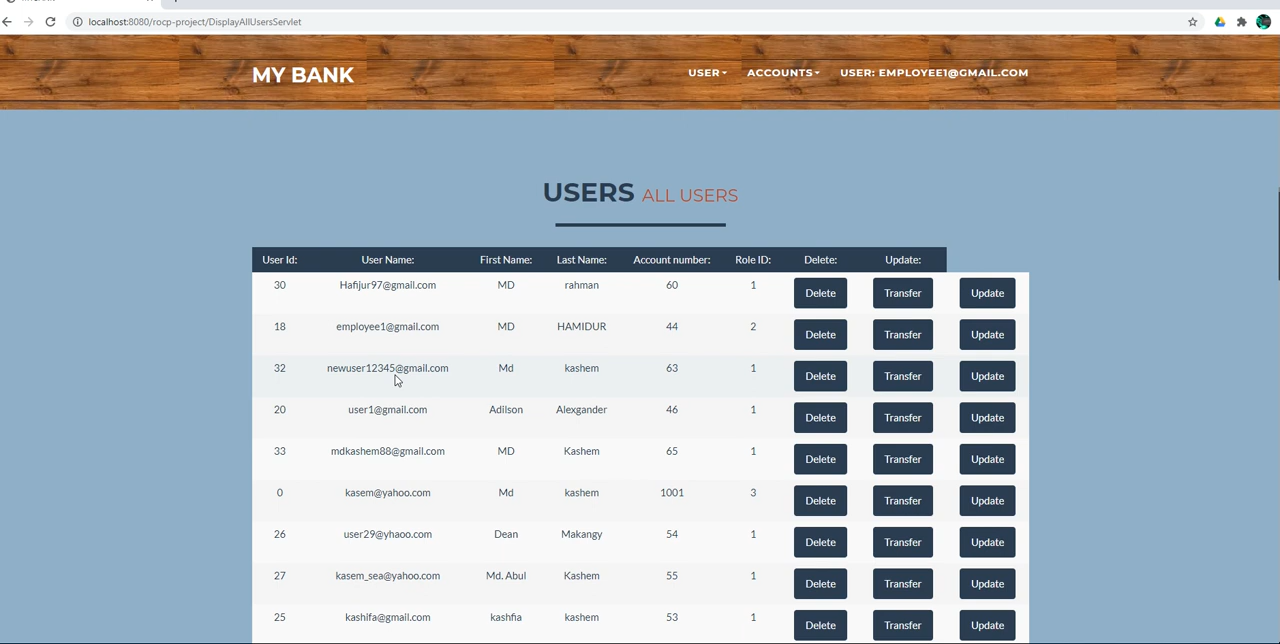 localhost:8080/rocp-project/DisplayAllUsersServlet
MY BANK USER ACCOUNTS USER: EMPLOYEE1@GMAIL.COM
USERS ALL USERS
User Id: User Name: First Name: Last Name: Account number: Role ID: Delete: Update:
30 Hafijur97@gmail.com MD rahman 60 1 Delete Transfer Update
18 employee1@gmail.com MD HAMIDUR 44 2 Delete Transfer Update
32 newuser12345@gmail.com Md kashem 63 1 Delete Transfer Update
20 user1@gmail.com Adilson Alexgander 46 1 Delete Transfer Update
33 mdkashem88@gmail.com MD Kashem 65 1 Delete Transfer Update
0 kasem@yahoo.com Md kashem 1001 3 Delete Transfer Update
26 user29@yhaoo.com Dean Makangy 54 1 Delete Transfer Update
27 kasem_sea@yahoo.com Md. Abul Kashem 55 1 Delete Transfer Update
25 kashifa@gmail.com kashfia kashem 53 1 Delete Transfer Update